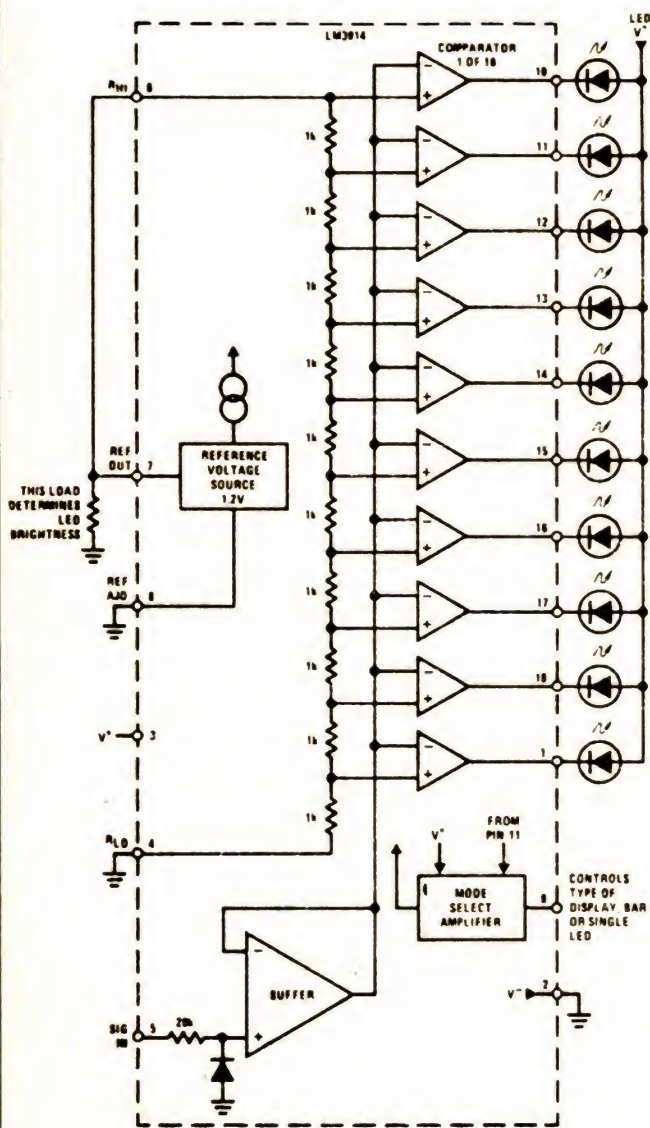 LM3914
COMPARATOR
1 OF 10
LED
V+
RHI
6
10
1k
11
1k
12
1k
13
1k
14
1k
15
1k
16
1k
17
1k
18
1k
1
1k
REF
OUT
7
REFERENCE
VOLTAGE
SOURCE
1.2V
THIS LOAD
DETERMINES
LED
BRIGHTNESS
REF
AJD
8
V+
3
RLO
4
V+
FROM
PIN 11
MODE
SELECT
AMPLIFIER
9
CONTROLS
TYPE OF
DISPLAY, BAR
OR SINGLE
LED
BUFFER
V−
2
SIG
IN
5
20k